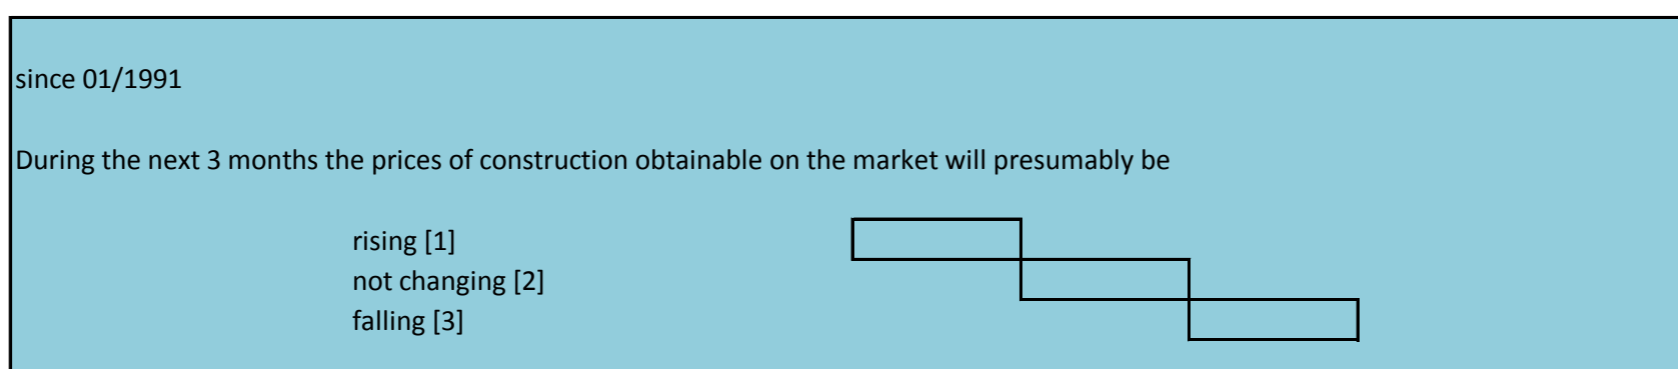 since 01/1991
During the next 3 months the prices of construction obtainable on the market will presumably be
rising [1]
not changing [2]
falling [3]